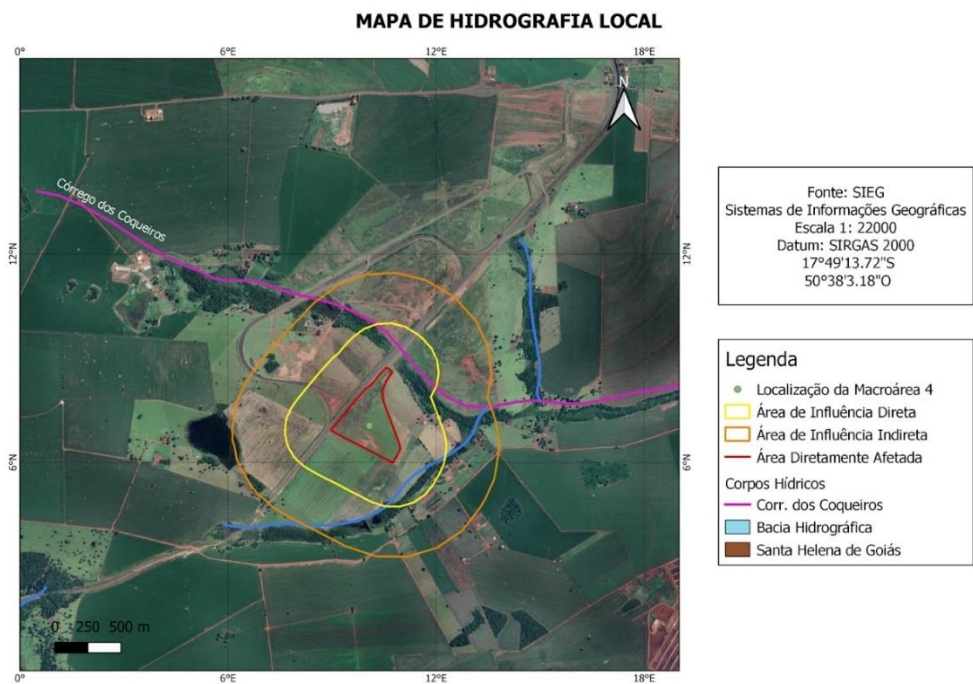 MAPA DE HIDROGRAFIA LOCAL
0°
6°E
12°E
18°E
N
Córrego dos Coqueiros
12°N
12°N
6°N
6°N
0 250 500 m
Fonte: SIEG
Sistemas de Informações Geográficas
Escala 1: 22000
Datum: SIRGAS 2000
17°49'13.72"S
50°38'3.18"O
Legenda
Localização da Macroárea 4
Área de Influência Direta
Área de Influência Indireta
Área Diretamente Afetada
Corpos Hídricos
Corr. dos Coqueiros
Bacia Hidrográfica
Santa Helena de Goiás
0°
6°E
12°E
18°E